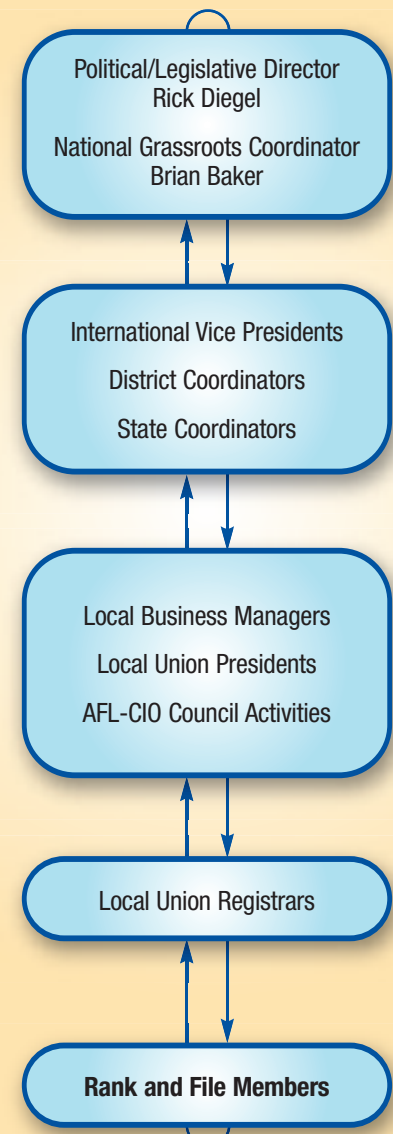 Political/Legislative Director
Rick Diegel
National Grassroots Coordinator
Brian Baker
International Vice Presidents
District Coordinators
State Coordinators
Local Business Managers
Local Union Presidents
AFL-CIO Council Activities
Local Union Registrars
Rank and File Members